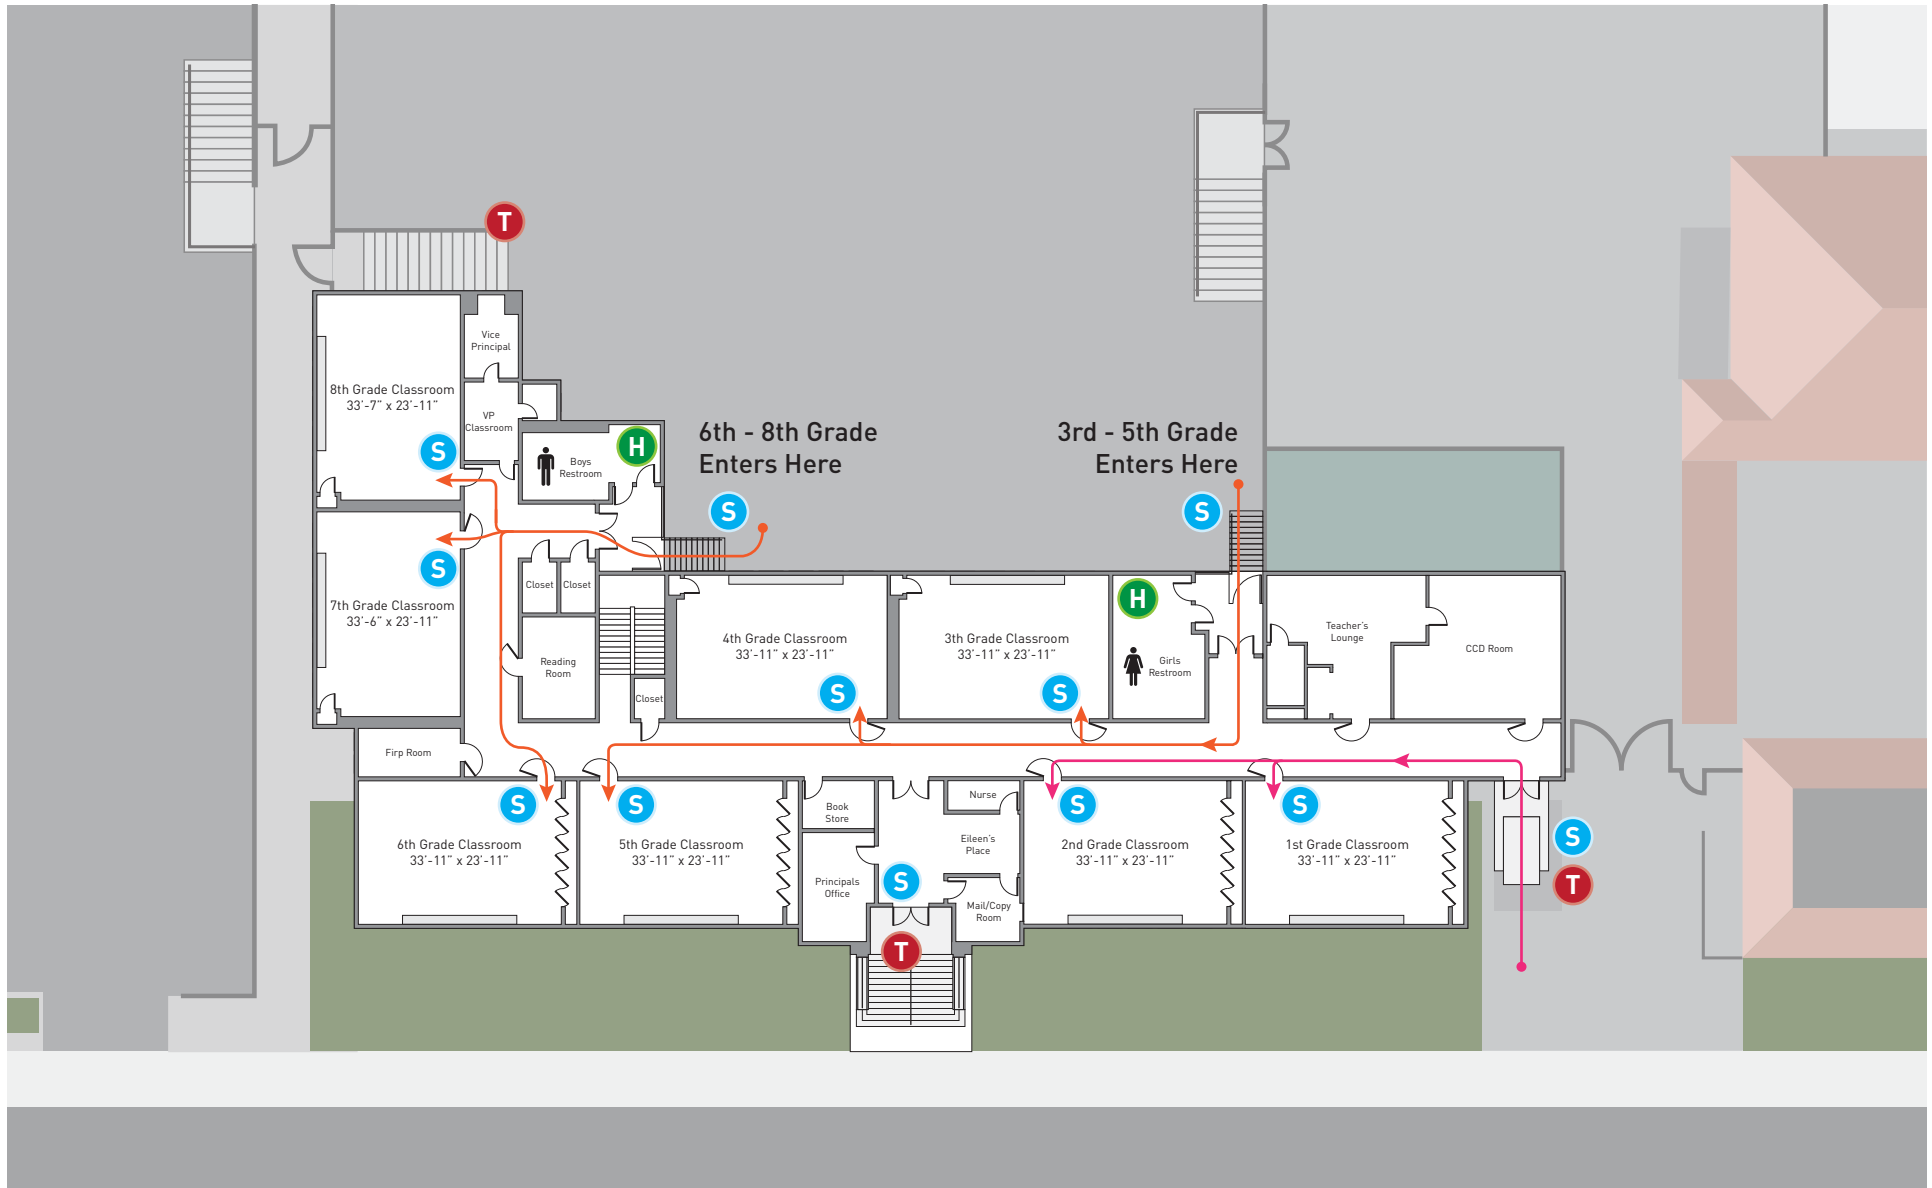 T
Vice
Principal
8th Grade Classroom
33'-7" x 23'-11"
VP
Classroom
S
H
Boys
Restroom
6th - 8th Grade
Enters Here
S
3rd - 5th Grade
Enters Here
S
S
7th Grade Classroom
33'-6" x 23'-11"
Closet
Closet
Reading
Room
Closet
4th Grade Classroom
33'-11" x 23'-11"
S
3th Grade Classroom
33'-11" x 23'-11"
S
H
Girls
Restroom
Teacher's
Lounge
CCD Room
Firp Room
S
6th Grade Classroom
33'-11" x 23'-11"
S
5th Grade Classroom
33'-11" x 23'-11"
Book
Store
Principals
Office
Nurse
Eileen's
Place
S
Mail/Copy
Room
T
S
2nd Grade Classroom
33'-11" x 23'-11"
S
1st Grade Classroom
33'-11" x 23'-11"
S
T